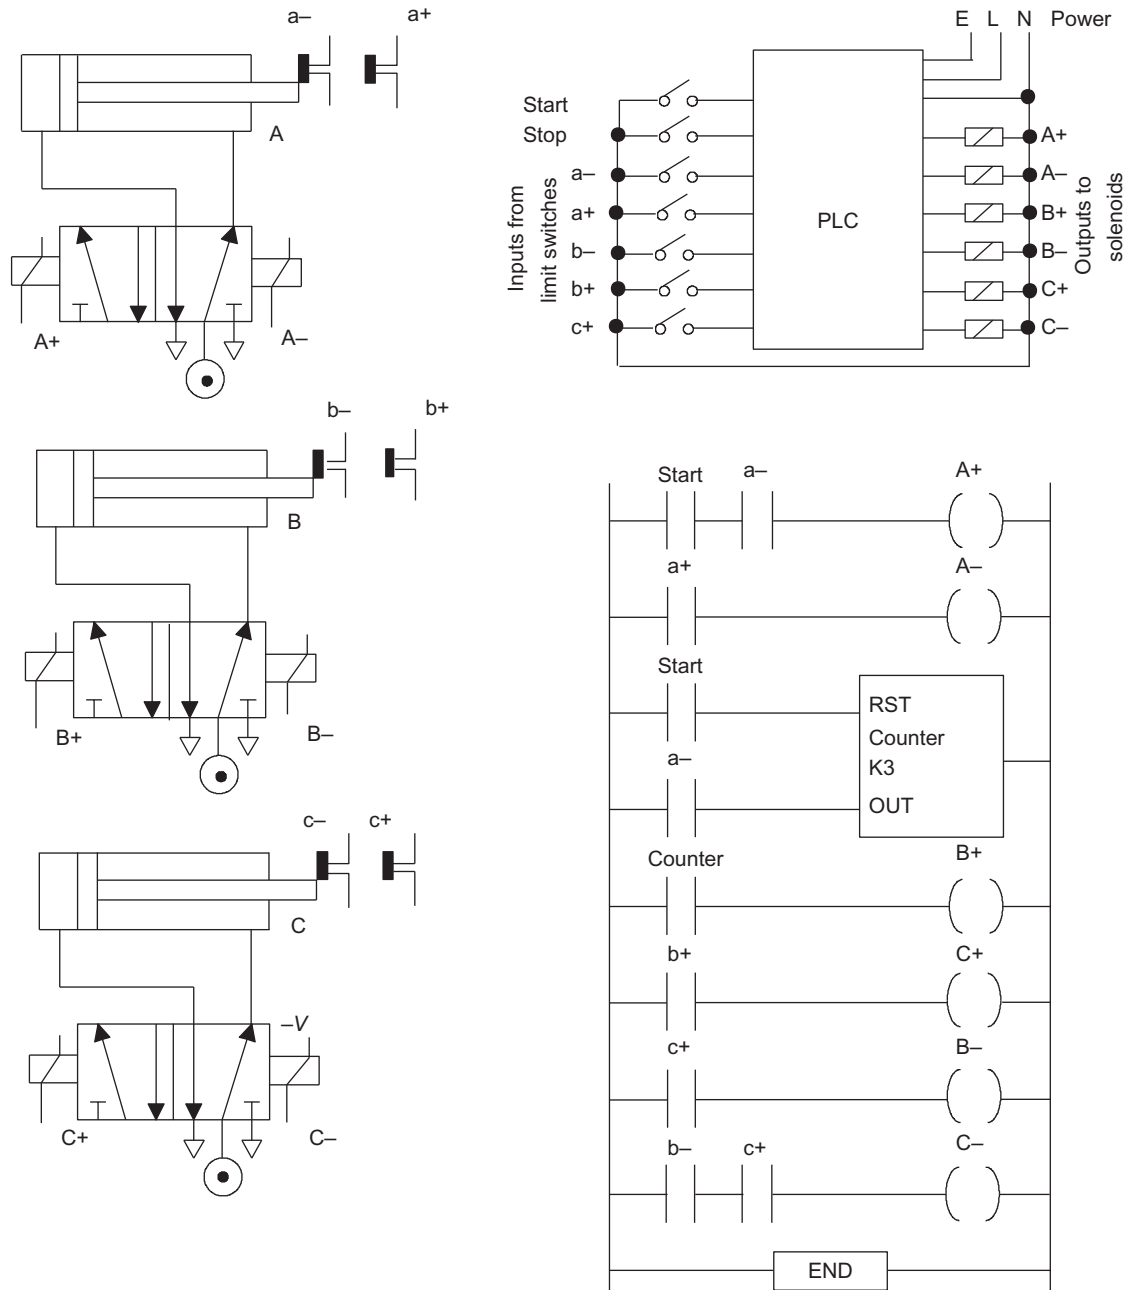 a– a+
A
A+ A–
b– b+
B
B+ B–
c– c+
C
–V
C+ C–
E L N Power
Start
Stop
a–
a+
b–
b+
c+
Inputs from
limit switches
PLC
A+
A–
B+
B–
C+
C–
Outputs to
solenoids
Start a– A+
a+ A–
Start
RST
Counter
K3
a–
OUT
Counter B+
b+ C+
c+ B–
b– c+ C–
END